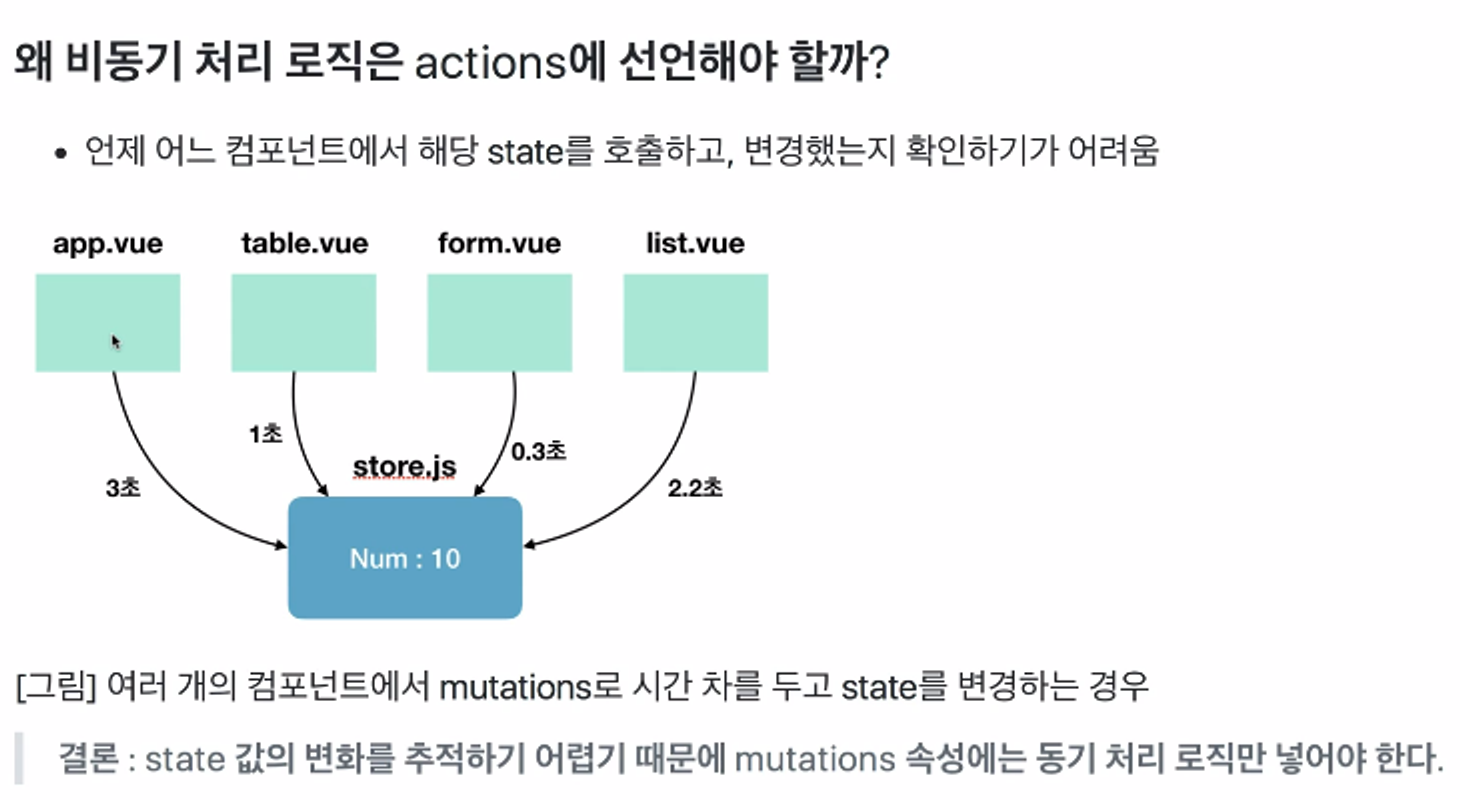 왜 비동기 처리 로직은 actions에 선언해야 할까?
언제 어느 컴포넌트에서 해당 state를 호출하고, 변경했는지 확인하기가 어려움
app.vue
table.vue
form.vue
list.vue
1초
0.3초
store.js
3초
2.2초
Num : 10
[그림] 여러 개의 컴포넌트에서 mutations로 시간 차를 두고 state를 변경하는 경우
결론 : state 값의 변화를 추적하기 어렵기 때문에 mutations 속성에는 동기 처리 로직만 넣어야 한다.